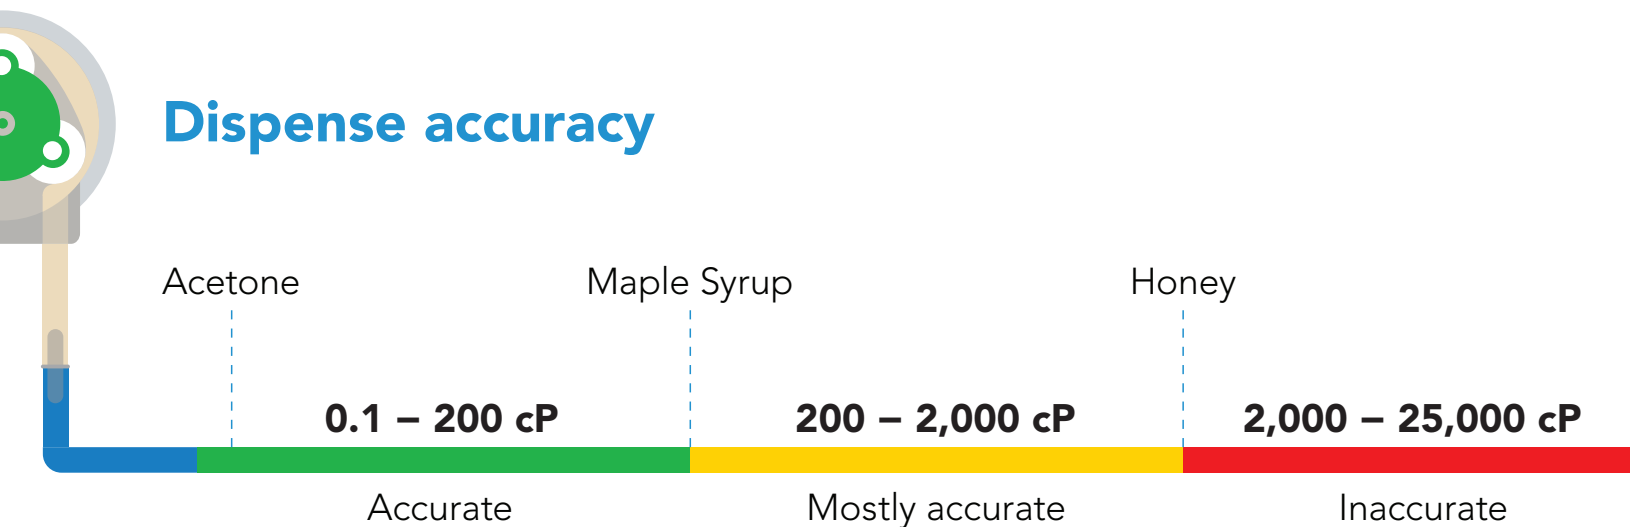 Dispense accuracy
Acetone
Maple Syrup
Honey
0.1 – 200 cP
200 – 2,000 cP
2,000 – 25,000 cP
Accurate
Mostly accurate
Inaccurate